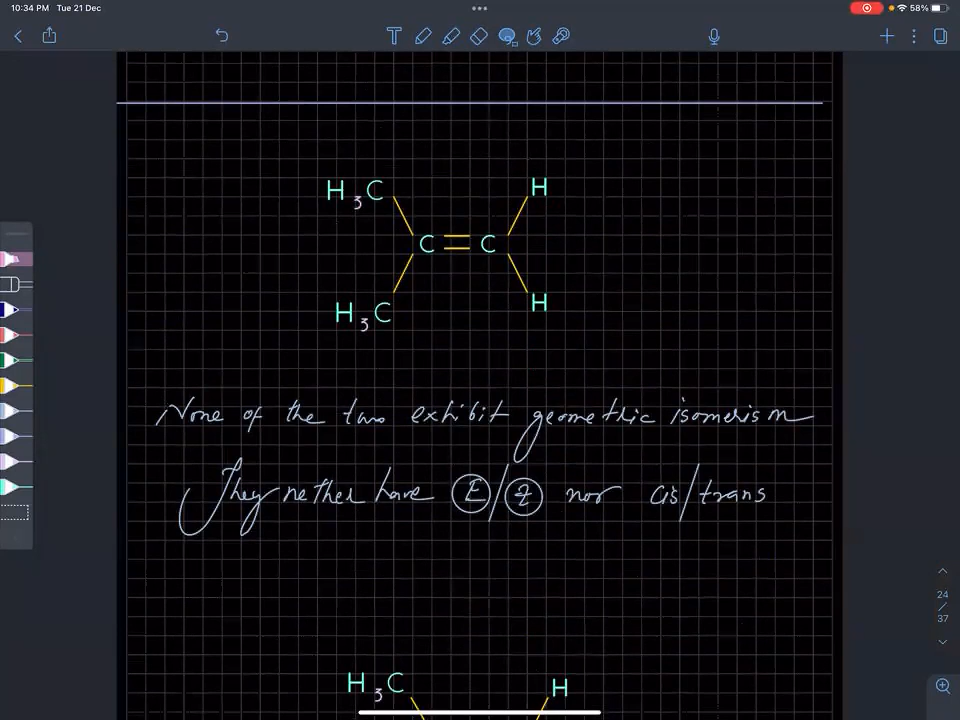 10:34 PM Tue 21 Dec
58%
H3C H
C = C
H3C H
None of the two exhibit geometric isomerism
They nether have E/Z nor cis/trans
24
/
37
H3C H